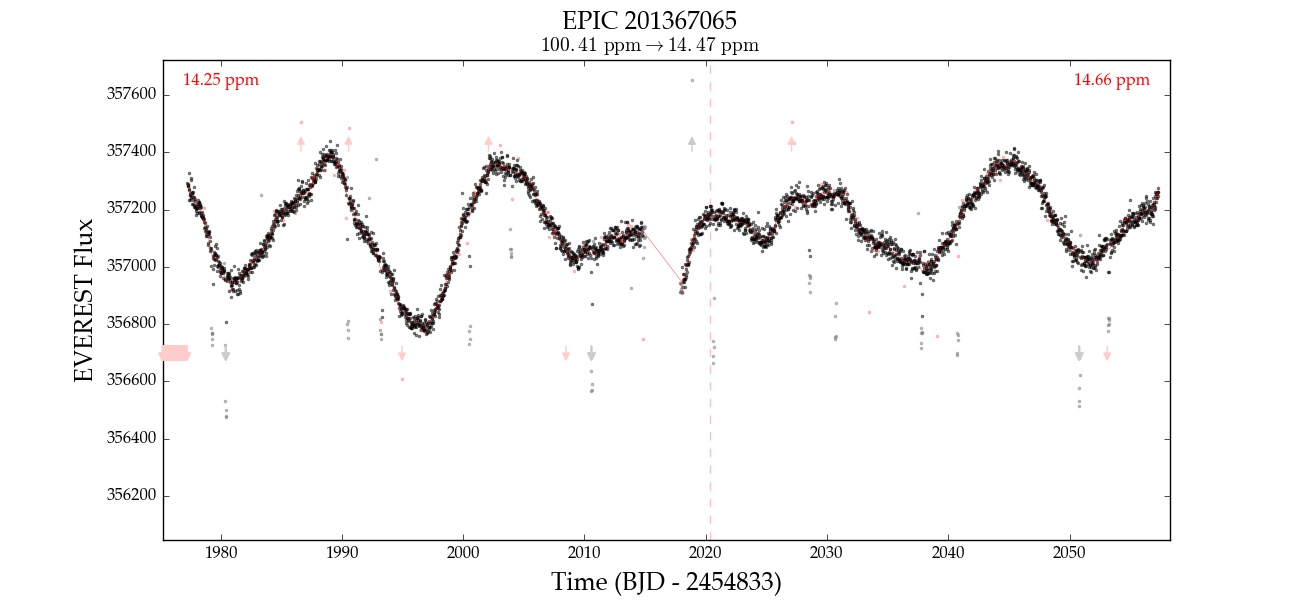 EPIC 201367065
100.41 ppm → 14.47 ppm
14.25 ppm
14.66 ppm
357600
357400
357200
357000
356800
356600
356400
356200
EVEREST Flux
1980
1990
2000
2010
2020
2030
2040
2050
Time (BJD - 2454833)